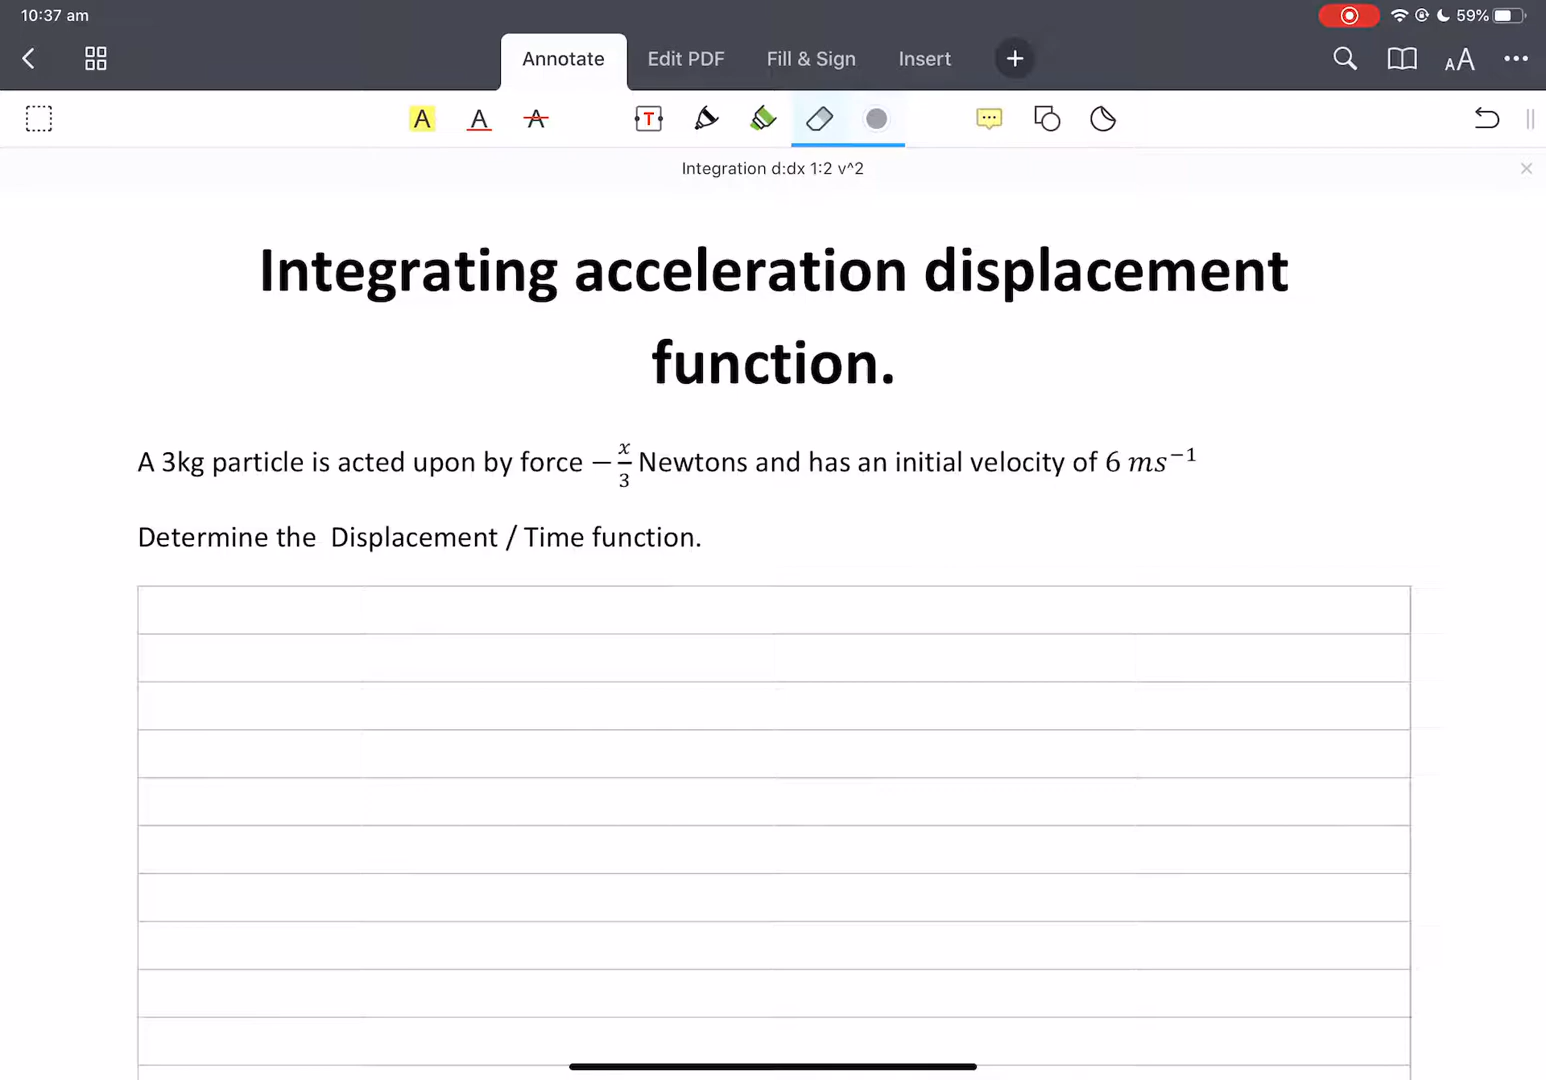 10:37 am
59%
Annotate Edit PDF Fill & Sign Insert
AA
A A A T
Integration d:dx 1:2 v^2
Integrating acceleration displacement
function.
A 3kg particle is acted upon by force −x/3 Newtons and has an initial velocity of 6 ms⁻¹
Determine the Displacement / Time function.